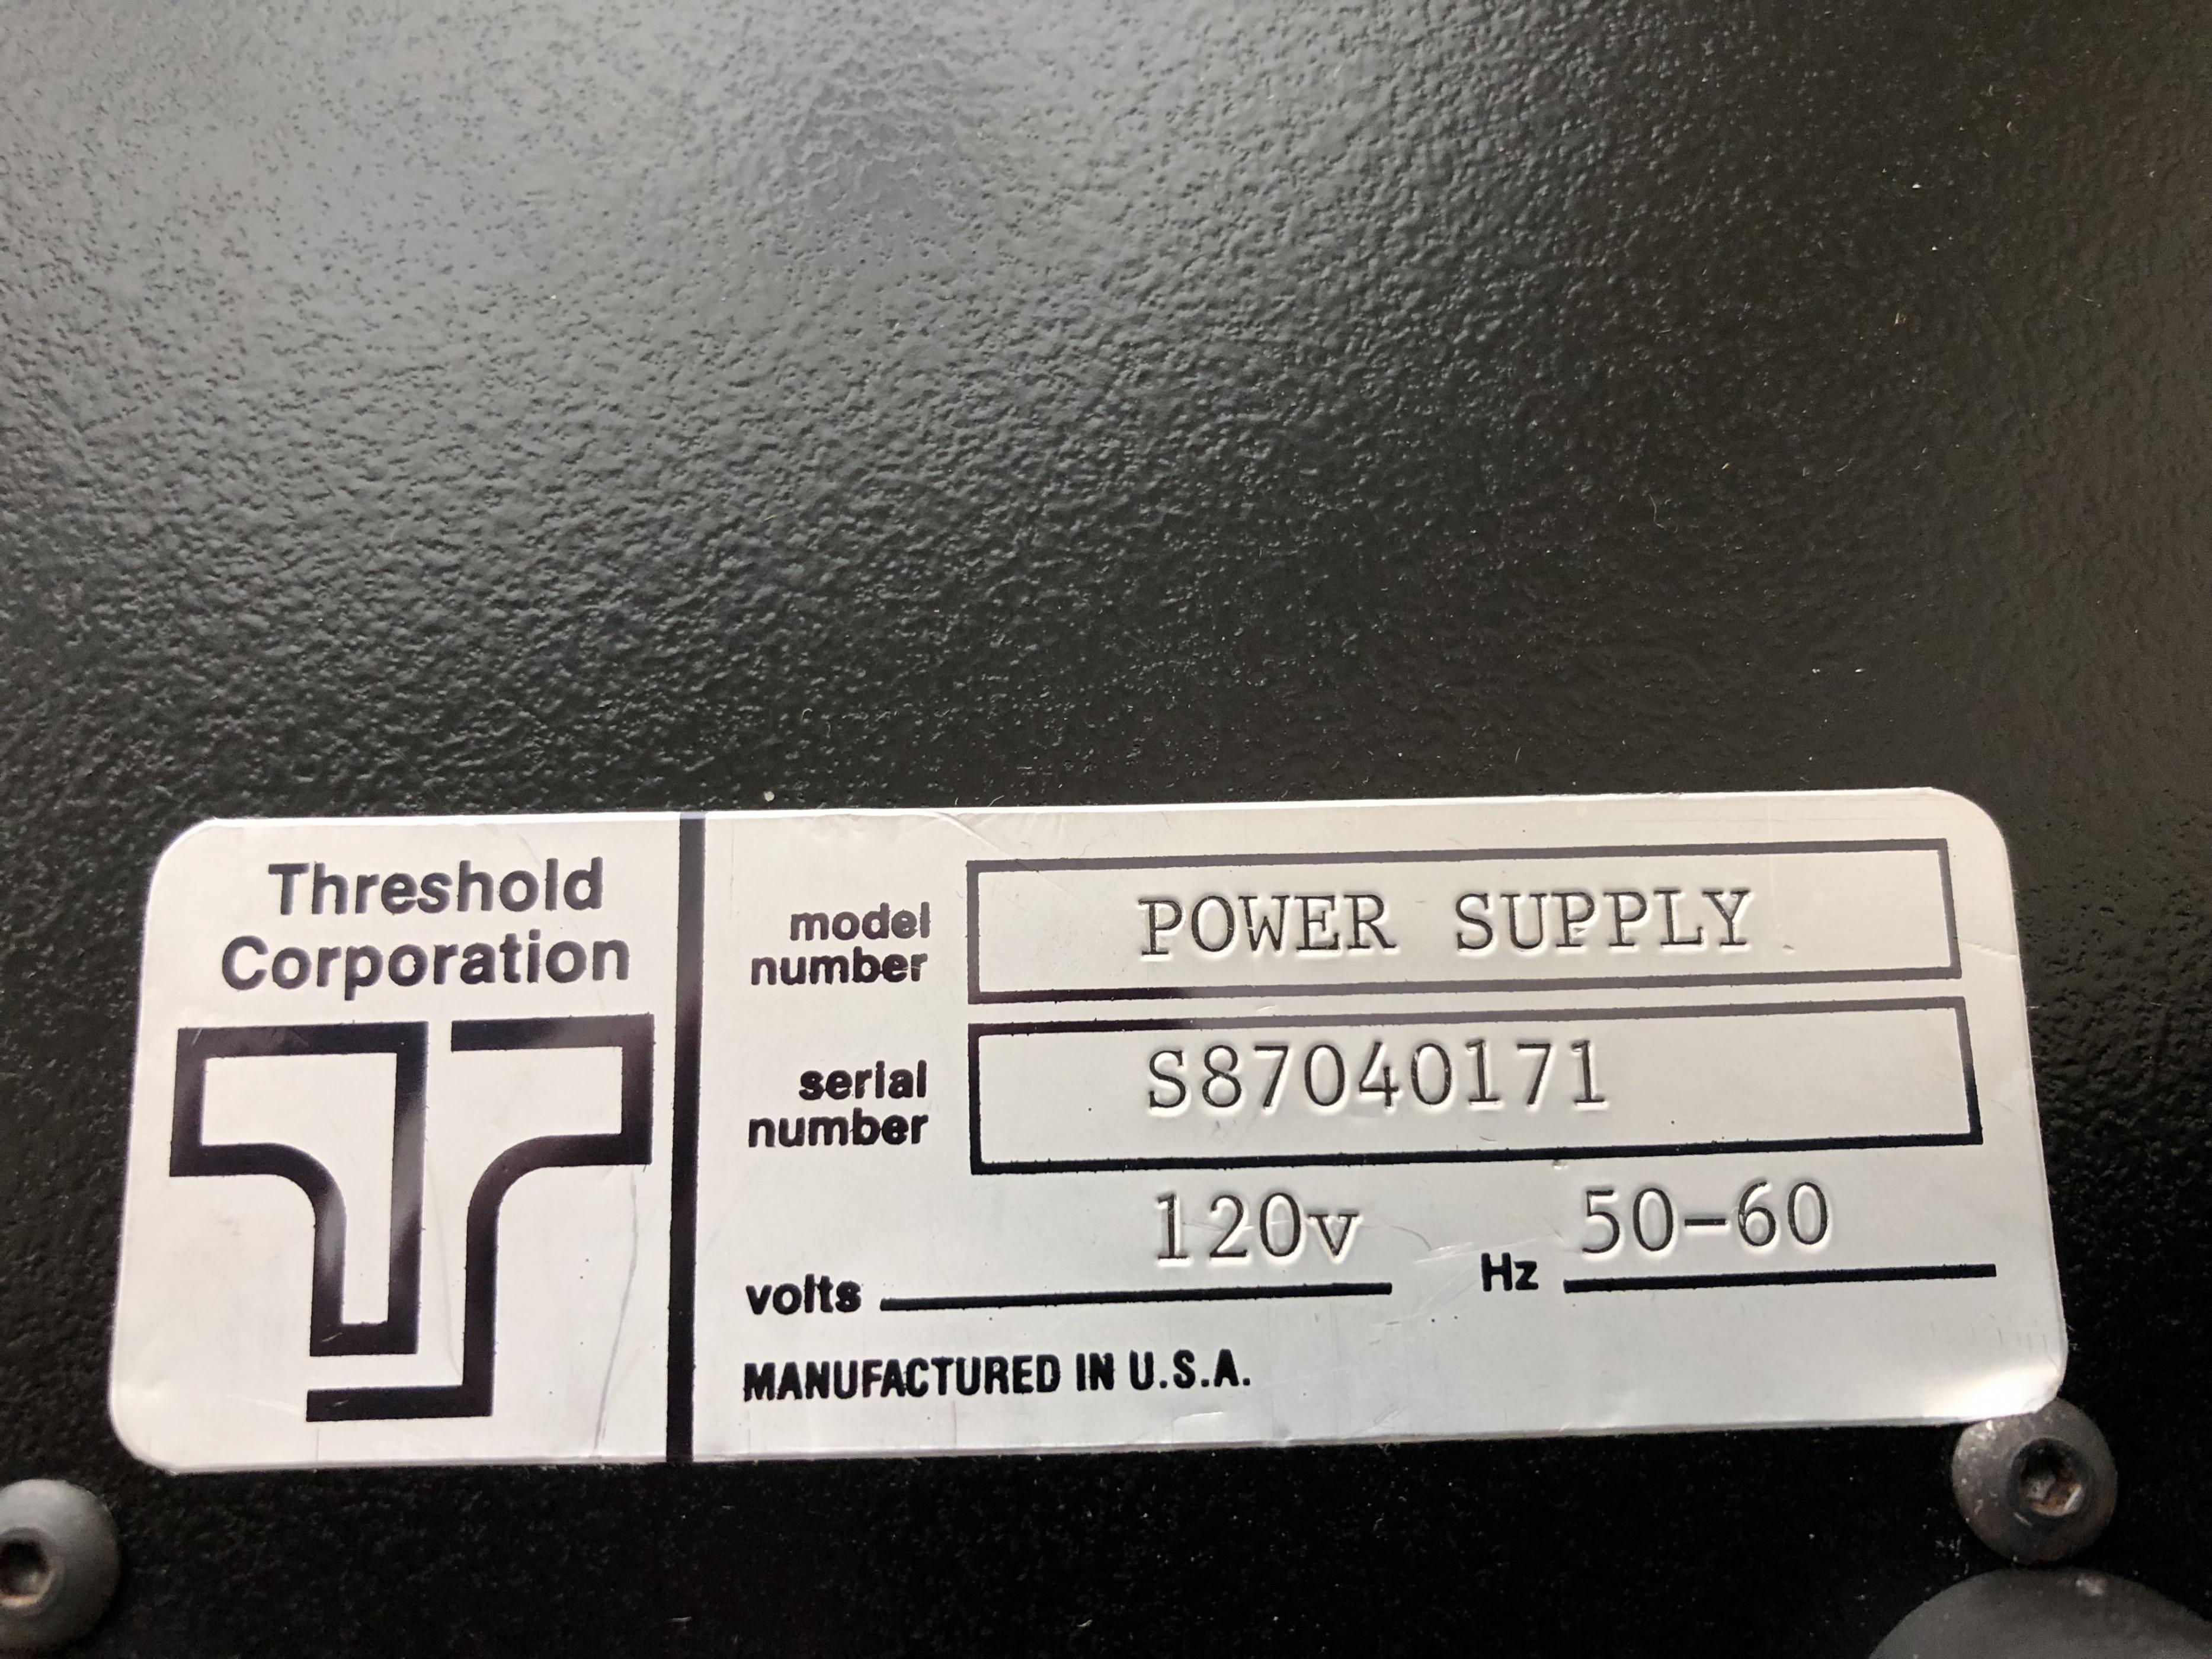 Threshold
Corporation
model
number
POWER SUPPLY
serial
number
S87040171
volts 120v Hz 50-60
MANUFACTURED IN U.S.A.